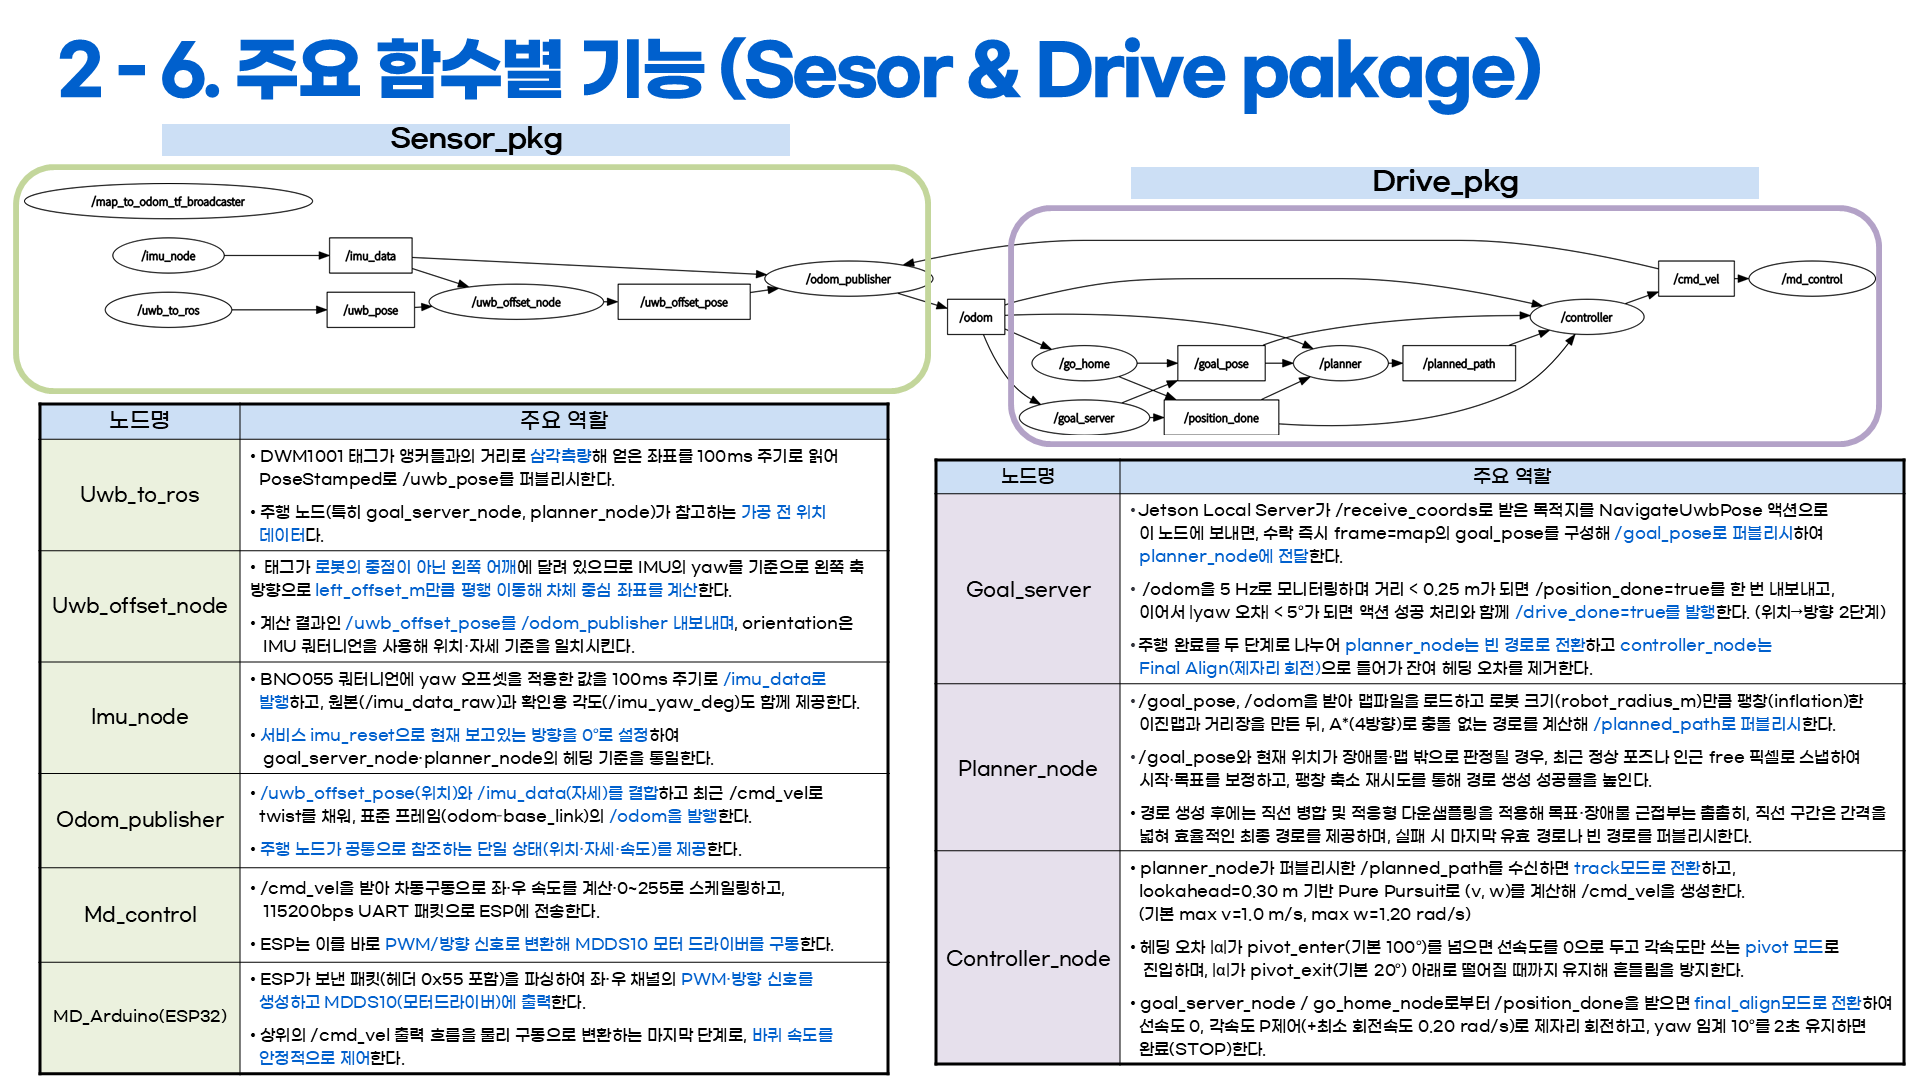 2 - 6. 주요 함수별 기능 (Sesor & Drive pakage)
Sensor_pkg
/map_to_odom_tf_broadcaster
/imu_node
/imu_data
/uwb_to_ros
/uwb_pose
/uwb_offset_node
/uwb_offset_pose
/odom_publisher
Drive_pkg
/odom
/go_home
/goal_server
/goal_pose
/position_done
/planner
/planned_path
/controller
/cmd_vel
/md_control
노드명 주요 역할
Uwb_to_ros
• DWM1001 태그가 앵커들과의 거리로 삼각측량해 얻은 좌표를 100ms 주기로 읽어
PoseStamped로 /uwb_pose를 퍼블리시한다.
• 주행 노드(특히 goal_server_node, planner_node)가 참고하는 가공 전 위치
데이터다.
Uwb_offset_node
• 태그가 로봇의 중점이 아닌 왼쪽 어깨에 달려 있으므로 IMU의 yaw를 기준으로 왼쪽 축
방향으로 left_offset_m만큼 평행 이동해 차체 중심 좌표를 계산한다.
• 계산 결과인 /uwb_offset_pose를 /odom_publisher 내보내며, orientation은
IMU 쿼터니언을 사용해 위치·자세 기준을 일치시킨다.
Imu_node
• BNO055 쿼터니언에 yaw 오프셋을 적용한 값을 100ms 주기로 /imu_data로
발행하고, 원본(/imu_data_raw)과 확인용 각도(/imu_yaw_deg)도 함께 제공한다.
• 서비스 imu_reset으로 현재 보고있는 방향을 0°로 설정하여
goal_server_node·planner_node의 헤딩 기준을 통일한다.
Odom_publisher
• /uwb_offset_pose(위치)와 /imu_data(자세)를 결합하고 최근 /cmd_vel로
twist를 채워, 표준 프레임(odom-base_link)의 /odom을 발행한다.
• 주행 노드가 공통으로 참조하는 단일 상태(위치·자세·속도)를 제공한다.
Md_control
• /cmd_vel을 받아 차동구동으로 좌·우 속도를 계산·0~255로 스케일링하고,
115200bps UART 패킷으로 ESP에 전송한다.
• ESP는 이를 바로 PWM/방향 신호로 변환해 MDDS10 모터 드라이버를 구동한다.
MD_Arduino(ESP32)
• ESP가 보낸 패킷(헤더 0x55 포함)을 파싱하여 좌·우 채널의 PWM·방향 신호를
생성하고 MDDS10(모터드라이버)에 출력한다.
• 상위의 /cmd_vel 출력 흐름을 물리 구동으로 변환하는 마지막 단계로, 바퀴 속도를
안정적으로 제어한다.
노드명 주요 역할
Goal_server
• Jetson Local Server가 /receive_coords로 받은 목적지를 NavigateUwbPose 액션으로
이 노드에 보내면, 수락 즉시 frame=map의 goal_pose를 구성해 /goal_pose로 퍼블리시하여
planner_node에 전달한다.
• /odom을 5 Hz로 모니터링하며 거리 < 0.25 m가 되면 /position_done=true를 한 번 내보내고,
이어서 |yaw 오차| < 5°가 되면 액션 성공 처리와 함께 /drive_done=true를 발행한다. (위치→방향 2단계)
• 주행 완료를 두 단계로 나누어 planner_node는 빈 경로로 전환하고 controller_node는
Final Align(제자리 회전)으로 들어가 잔여 헤딩 오차를 제거한다.
Planner_node
• /goal_pose, /odom을 받아 맵파일을 로드하고 로봇 크기(robot_radius_m)만큼 팽창(inflation)한
이진맵과 거리장을 만든 뒤, A*(4방향)로 충돌 없는 경로를 계산해 /planned_path로 퍼블리시한다.
• /goal_pose와 현재 위치가 장애물·맵 밖으로 판정될 경우, 최근 정상 포즈나 인근 free 픽셀로 스냅하여
시작·목표를 보정하고, 팽창 축소 재시도를 통해 경로 생성 성공률을 높인다.
• 경로 생성 후에는 직선 병합 및 적응형 다운샘플링을 적용해 목표·장애물 근접부는 촘촘히, 직선 구간은 간격을
넓혀 효율적인 최종 경로를 제공하며, 실패 시 마지막 유효 경로나 빈 경로를 퍼블리시한다.
Controller_node
• planner_node가 퍼블리시한 /planned_path를 수신하면 track모드로 전환하고,
lookahead=0.30 m 기반 Pure Pursuit로 (v, w)를 계산해 /cmd_vel을 생성한다.
(기본 max v=1.0 m/s, max w=1.20 rad/s)
• 헤딩 오차 |α|가 pivot_enter(기본 100°)를 넘으면 선속도를 0으로 두고 각속도만 쓰는 pivot 모드로
진입하며, |α|가 pivot_exit(기본 20°) 아래로 떨어질 때까지 유지해 흔들림을 방지한다.
• goal_server_node / go_home_node로부터 /position_done을 받으면 final_align모드로 전환하여
선속도 0, 각속도 P제어(+최소 회전속도 0.20 rad/s)로 제자리 회전하고, yaw 임계 10°를 2초 유지하면
완료(STOP)한다.